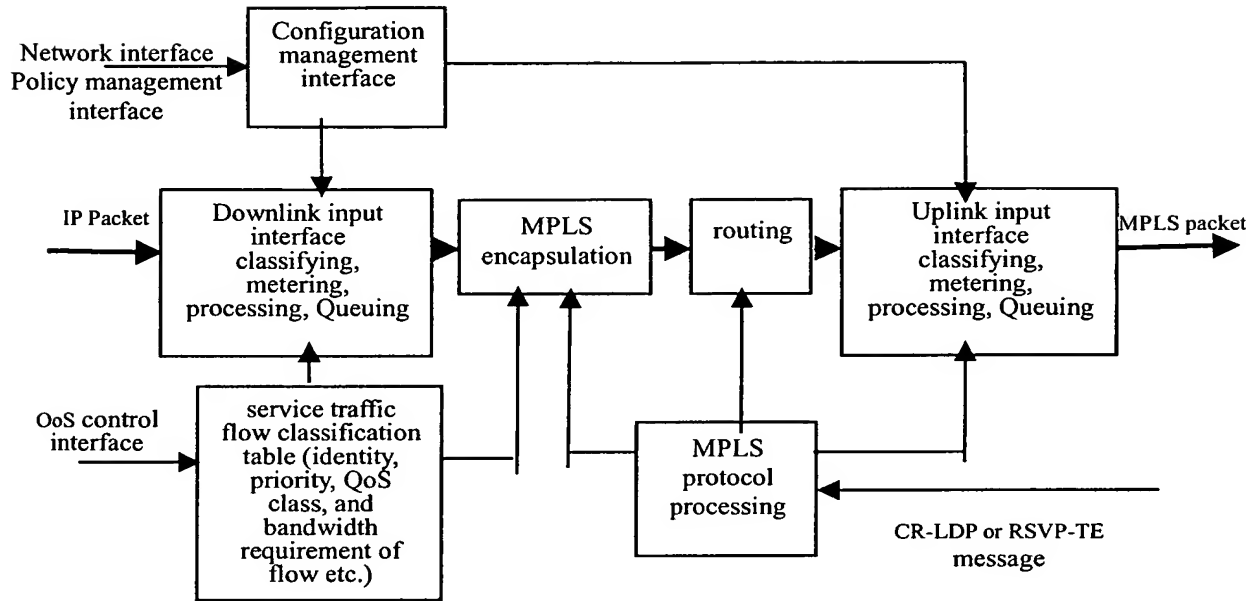 Network interface
Policy management
interface
Configuration
management
interface
IP Packet
Downlink input
interface
classifying,
metering,
processing, Queuing
MPLS
encapsulation
routing
Uplink input
interface
classifying,
metering,
processing, Queuing
MPLS packet
OoS control
interface
service traffic
flow classification
table (identity,
priority, QoS
class, and
bandwidth
requirement of
flow etc.)
MPLS
protocol
processing
CR-LDP or RSVP-TE
message